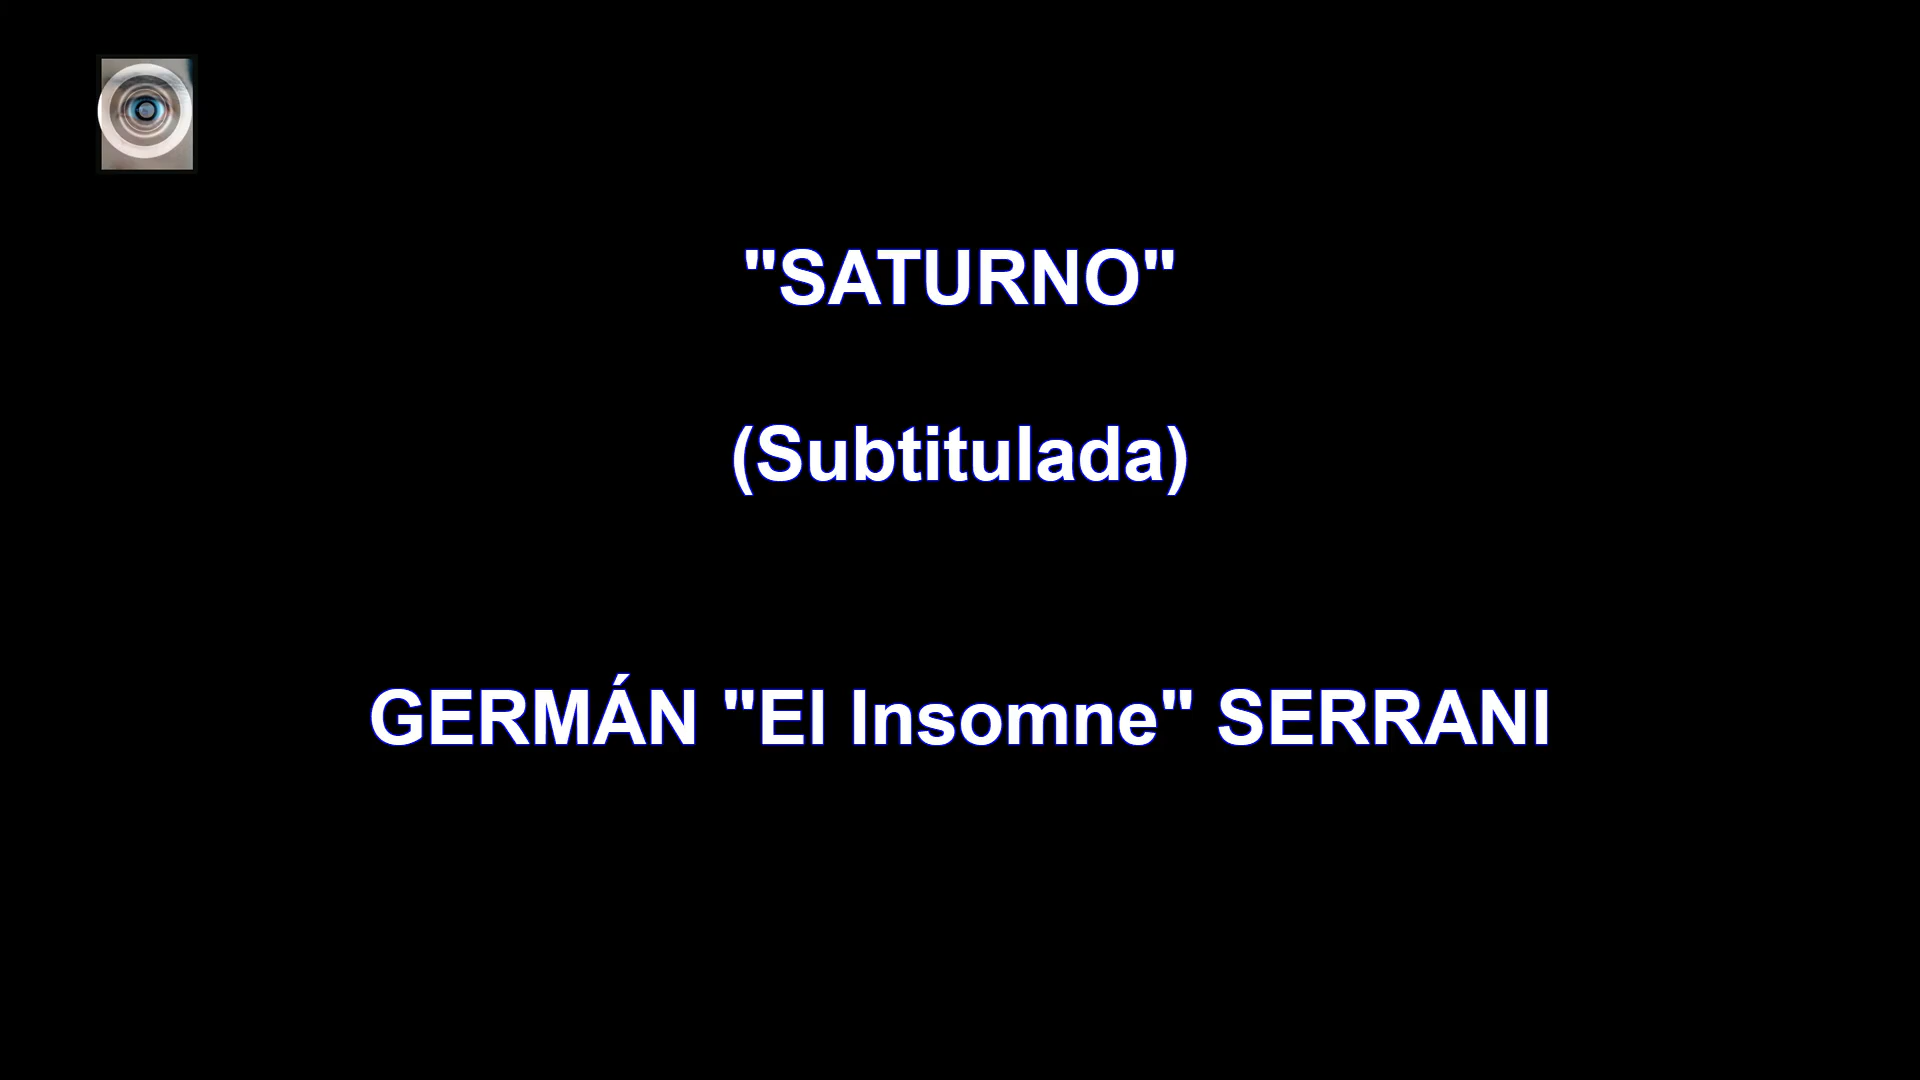 "SATURNO"
(Subtitulada)
GERMÁN "El Insomne" SERRANI